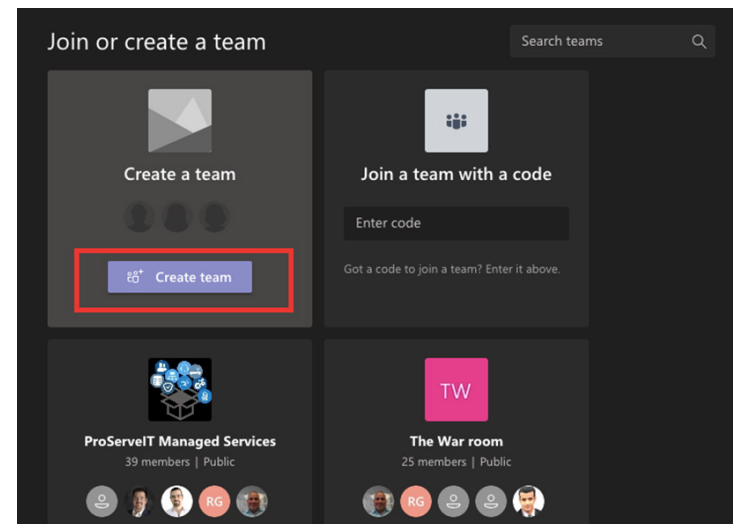 Join or create a team
Search teams
Create a team
Create team
Join a team with a code
Enter code
Got a code to join a team? Enter it above.
ProServeIT Managed Services
39 members | Public
RG
TW
The War room
25 members | Public
RG